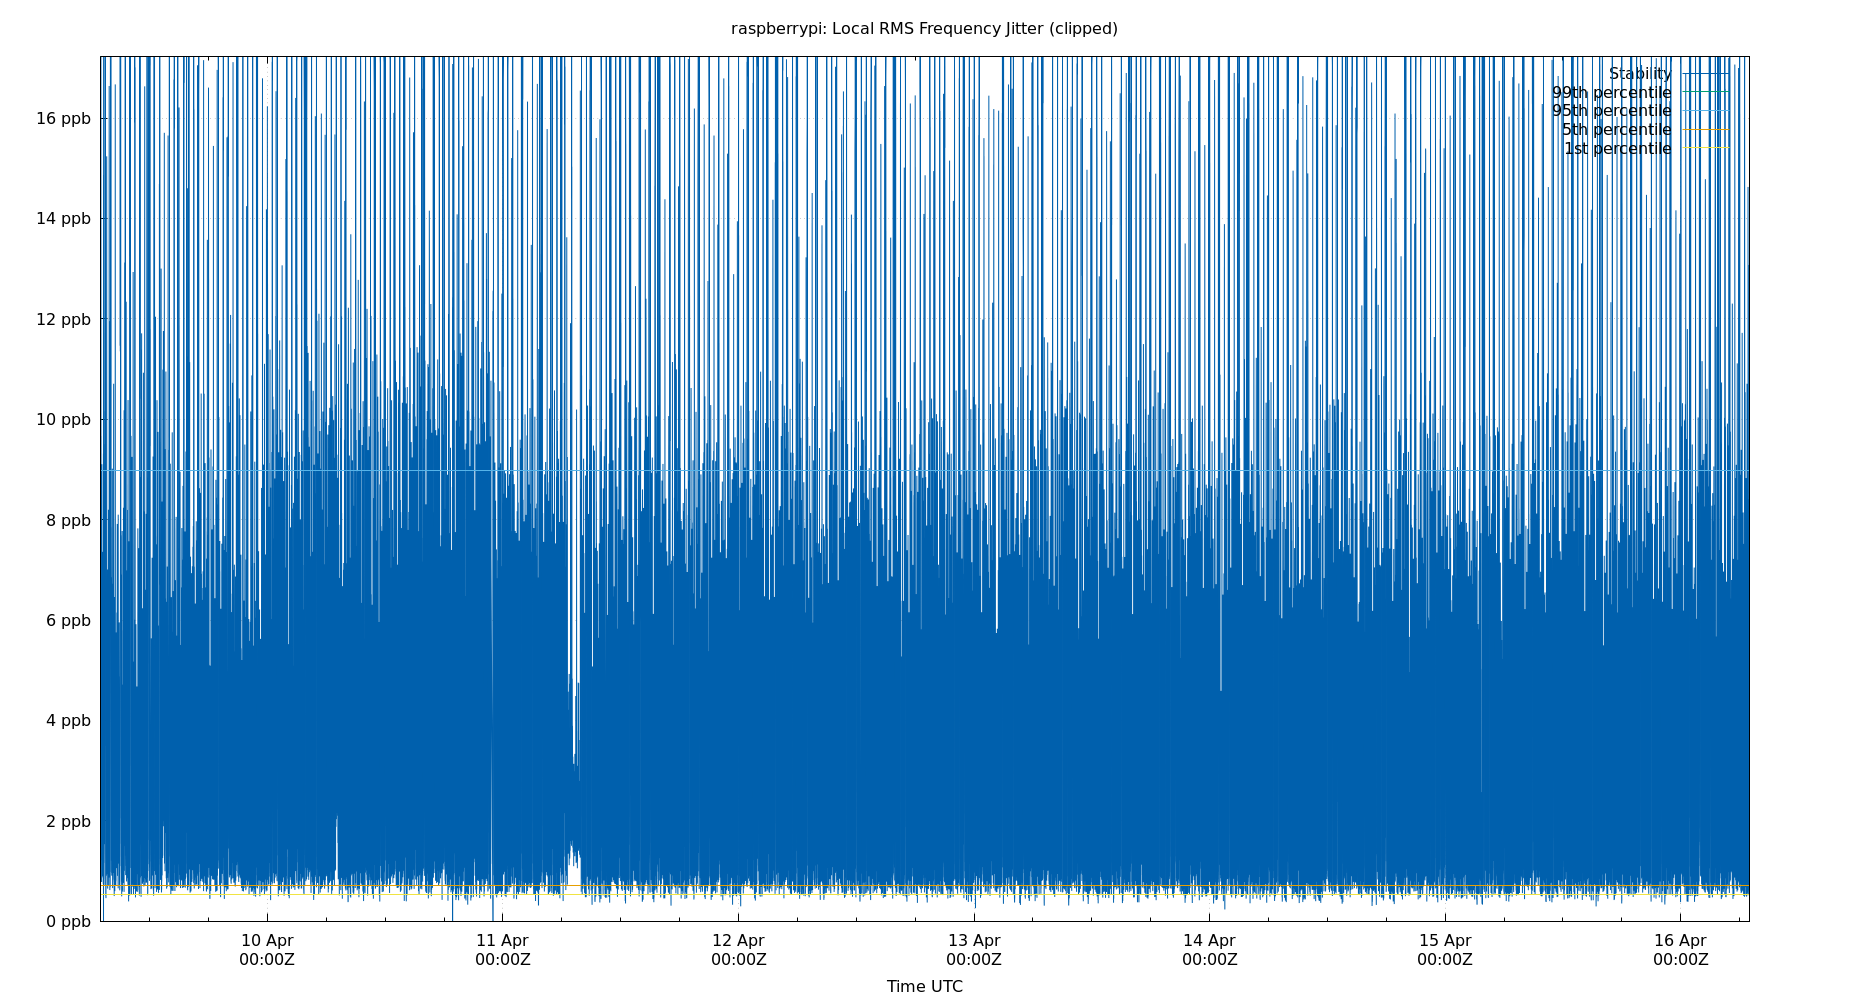 raspberrypi: Local RMS Frequency Jitter (clipped)
Stability
99th percentile
95th percentile
5th percentile
1st percentile
16 ppb
14 ppb
12 ppb
10 ppb
8 ppb
6 ppb
4 ppb
2 ppb
0 ppb
10 Apr 11 Apr 12 Apr 13 Apr 14 Apr 15 Apr 16 Apr
00:00Z 00:00Z 00:00Z 00:00Z 00:00Z 00:00Z 00:00Z
Time UTC